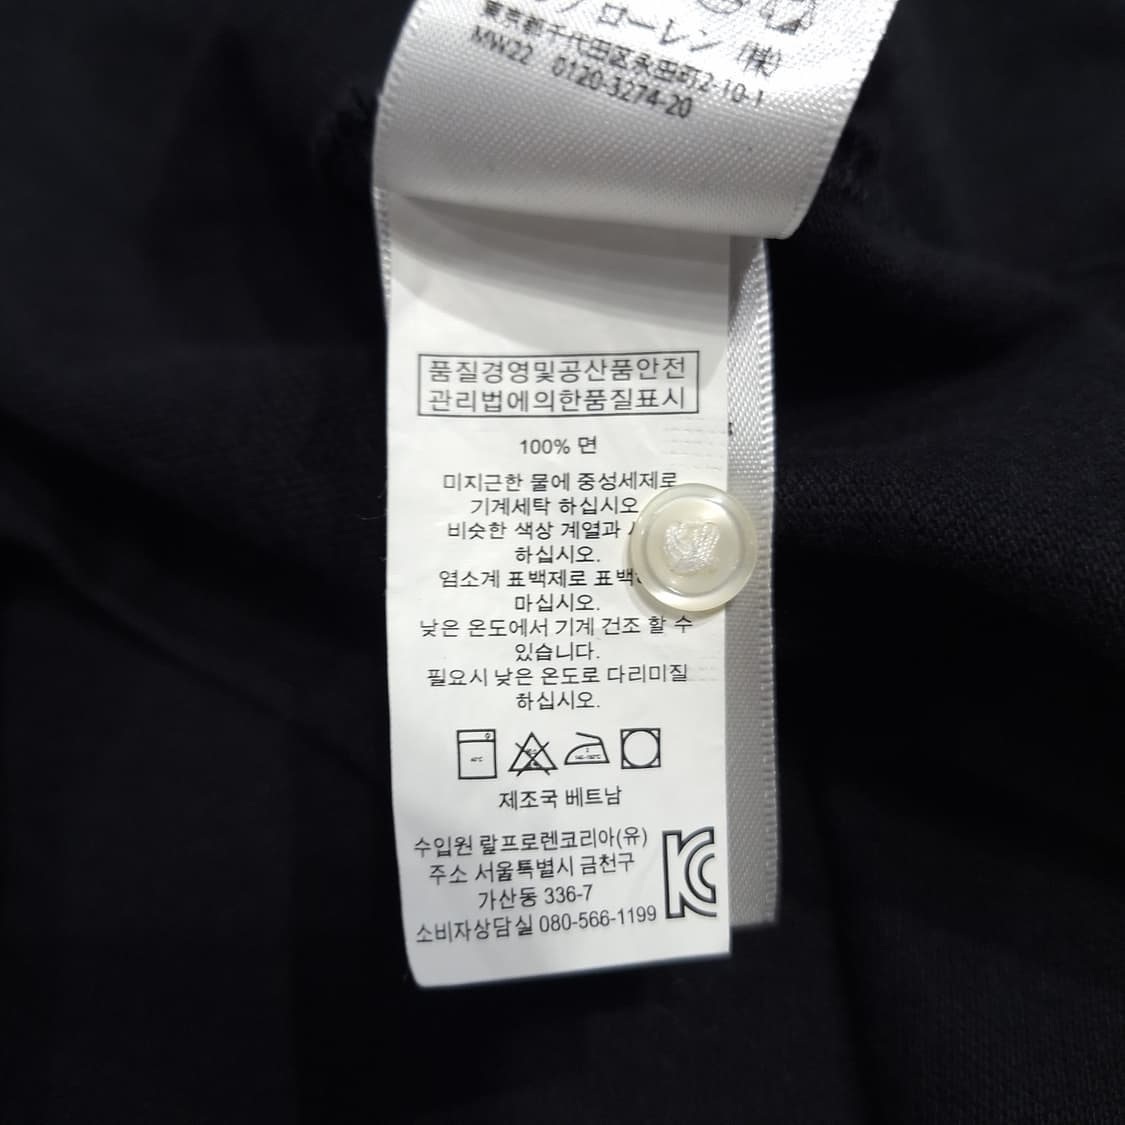 ローレン (株)
東京都千代田区永田町2-10-1
MW22 0120-3274-20
품질경영및공산품안전
관리법에의한품질표시
100% 면
미지근한 물에 중성세제로
기계세탁 하십시오
비슷한 색상 계열과
하십시오.
염소계 표백제로
마십시오.
낮은 온도에서 기계 건조 할 수
있습니다.
필요시 낮은 온도로 다리미질
하십시오.
40°C
제조국 베트남
수입원 랄프로렌코리아(유)
주소 서울특별시 금천구
가산동 336-7
소비자상담실 080-566-1199